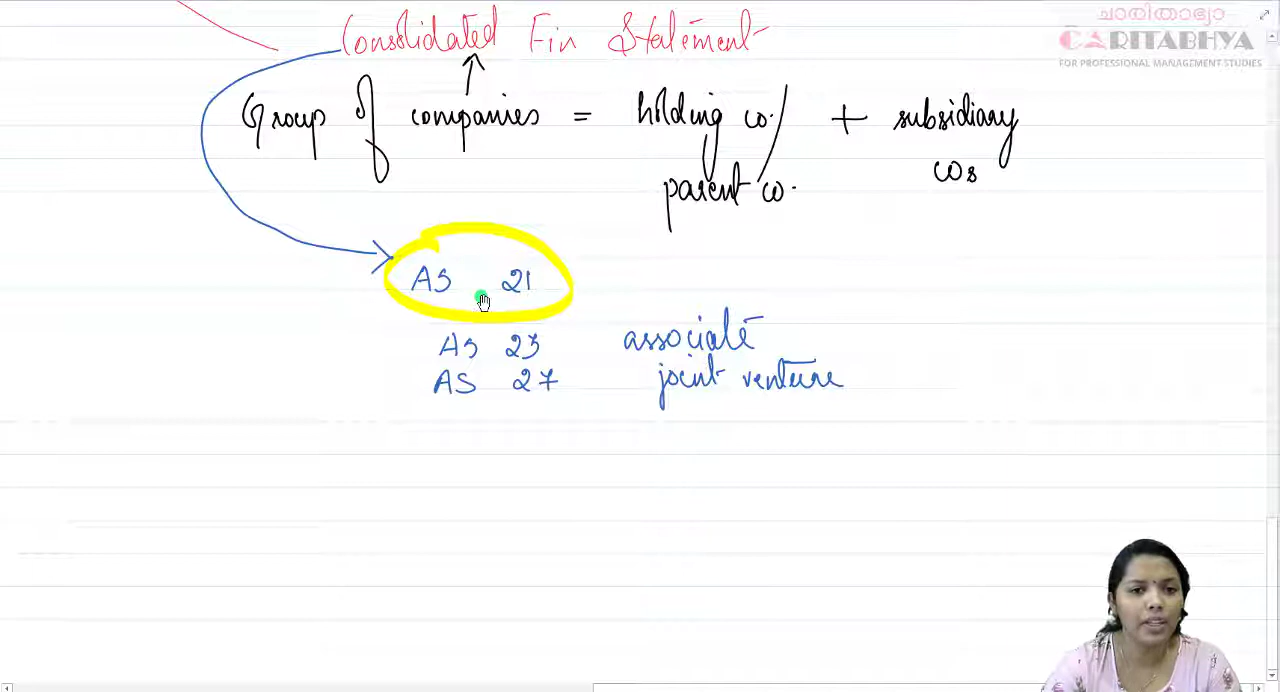 ചാരിതാഭ്യാ
CARITABHYA
FOR PROFESSIONAL MANAGEMENT STUDIES
Consolidated Fin Statement
Group of companies = holding co. / + subsidiary
parent co. cos
AS 21
AS 23 associate
AS 27 joint venture